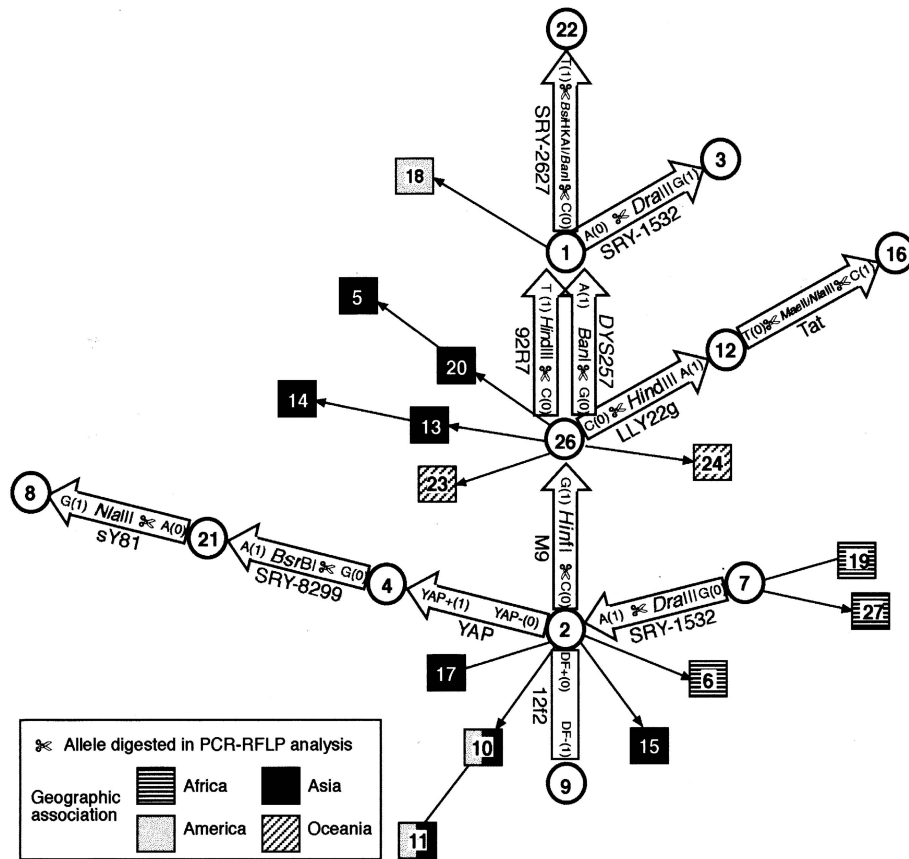 22
T(1) ✄ BsiHKAI/BanI ✄ C(0)
SRY-2627
3
A(0) ✄ DraIII G(1)
SRY-1532
18
1
16
T(0) ✄ MaeII/NlaIII ✄ C(1)
Tat
5
T(1) HindIII ✄ C(0)
92R7
A(1) BanI ✄ G(0)
DYS257
12
20
C(0) ✄ HindIII A(1)
LLY22g
14
13
26
24
23
8
G(1) NlaIII ✄ A(0)
sY81
21
A(1) BsrBI ✄ G(0)
SRY-8299
G(1) HinfI ✄ C(0)
M9
4
YAP+(1) YAP-(0)
YAP
7
19
27
A(1) ✄ DraIII G(0)
SRY-1532
2
17
6
DF+(0) DF-(1)
12f2
10
15
9
11
✄ Allele digested in PCR-RFLP analysis
Geographic
association
Africa
Asia
America
Oceania